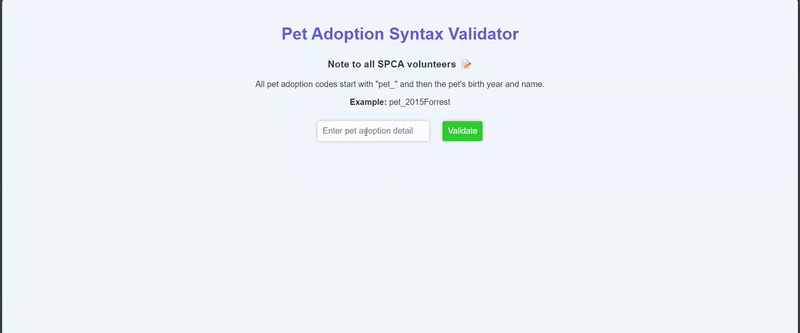 Pet Adoption Syntax Validator
Note to all SPCA volunteers 📝
All pet adoption codes start with "pet_" and then the pet's birth year and name.
Example: pet_2015Forrest
Enter pet adoption detail
Validate